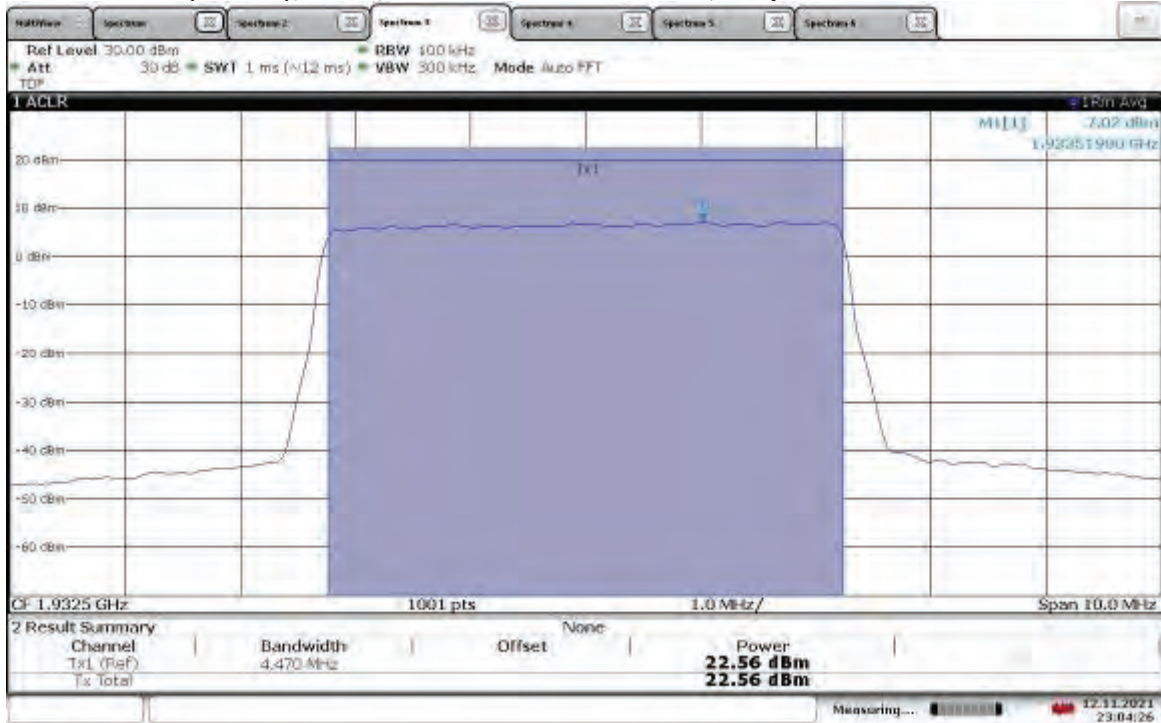 MultiView Spectrum Spectrum 2 Spectrum 3 Spectrum 4 Spectrum 5 Spectrum 6
Ref Level 30.00 dBm RBW 100 kHz
Att 30 dB SWT 1 ms (~12 ms) VBW 300 kHz Mode Auto FFT
TDF
1 ACLR 1Rm Avg
M1[1] 7.02 dBm
1.93351900 GHz
20 dBm
Tx1
10 dBm
0 dBm
-10 dBm
-20 dBm
-30 dBm
-40 dBm
-50 dBm
-60 dBm
CF 1.9325 GHz 1001 pts 1.0 MHz/ Span 10.0 MHz
2 Result Summary None
Channel Bandwidth Offset Power
Tx1 (Ref) 4.470 MHz 22.56 dBm
Tx Total 22.56 dBm
Measuring... 12.11.2021
23:04:26